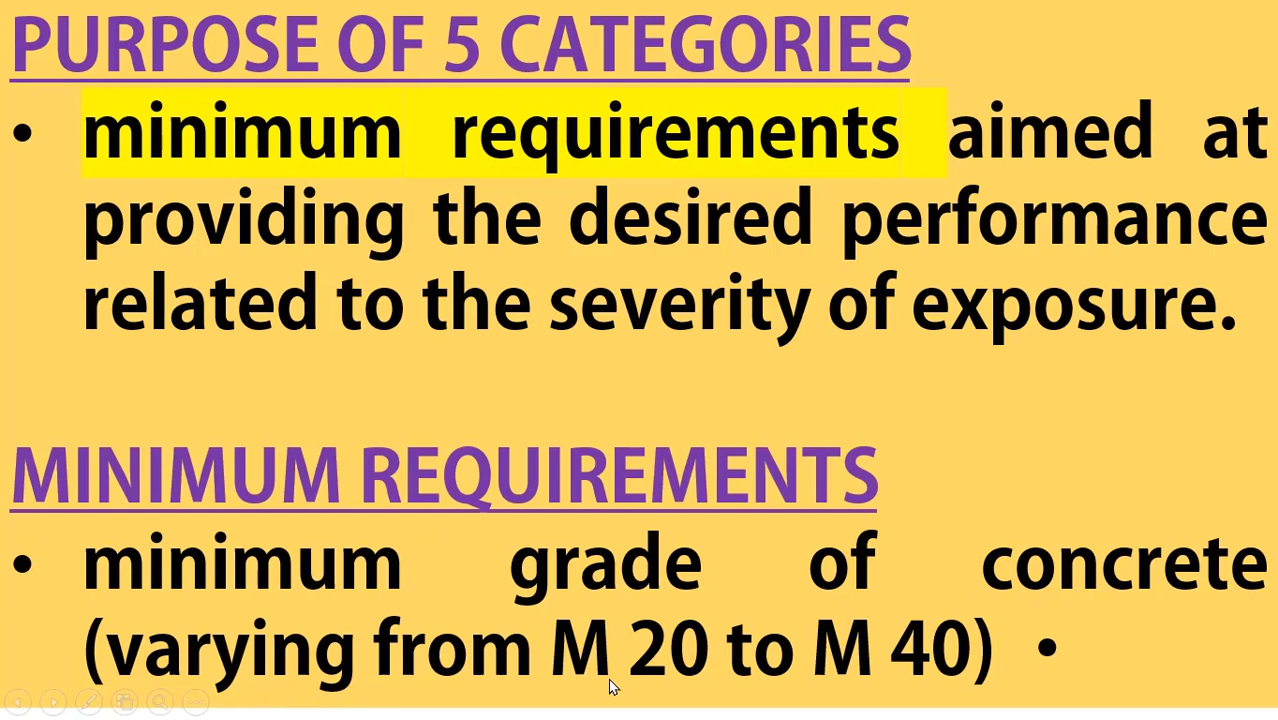 PURPOSE OF 5 CATEGORIES
• minimum requirements aimed at
providing the desired performance
related to the severity of exposure.
MINIMUM REQUIREMENTS
• minimum grade of concrete
(varying from M 20 to M 40) •